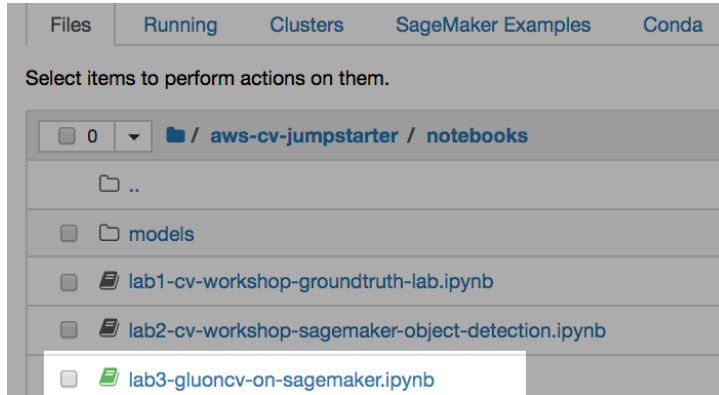 Files Running Clusters SageMaker Examples Conda
Select items to perform actions on them.
0 / aws-cv-jumpstarter / notebooks
..
models
lab1-cv-workshop-groundtruth-lab.ipynb
lab2-cv-workshop-sagemaker-object-detection.ipynb
lab3-gluoncv-on-sagemaker.ipynb